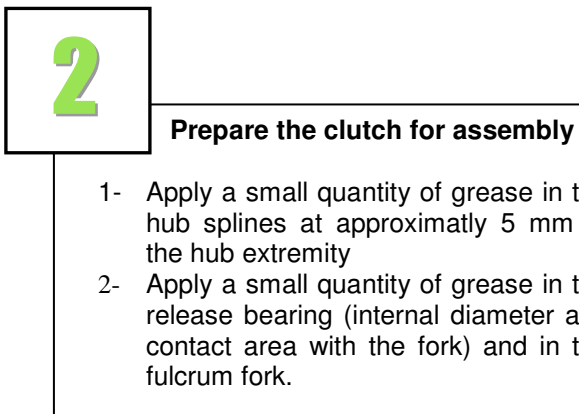 2
Prepare the clutch for assembly
1- Apply a small quantity of grease in t
hub splines at approximatly 5 mm
the hub extremity
2- Apply a small quantity of grease in t
release bearing (internal diameter a
contact area with the fork) and in t
fulcrum fork.